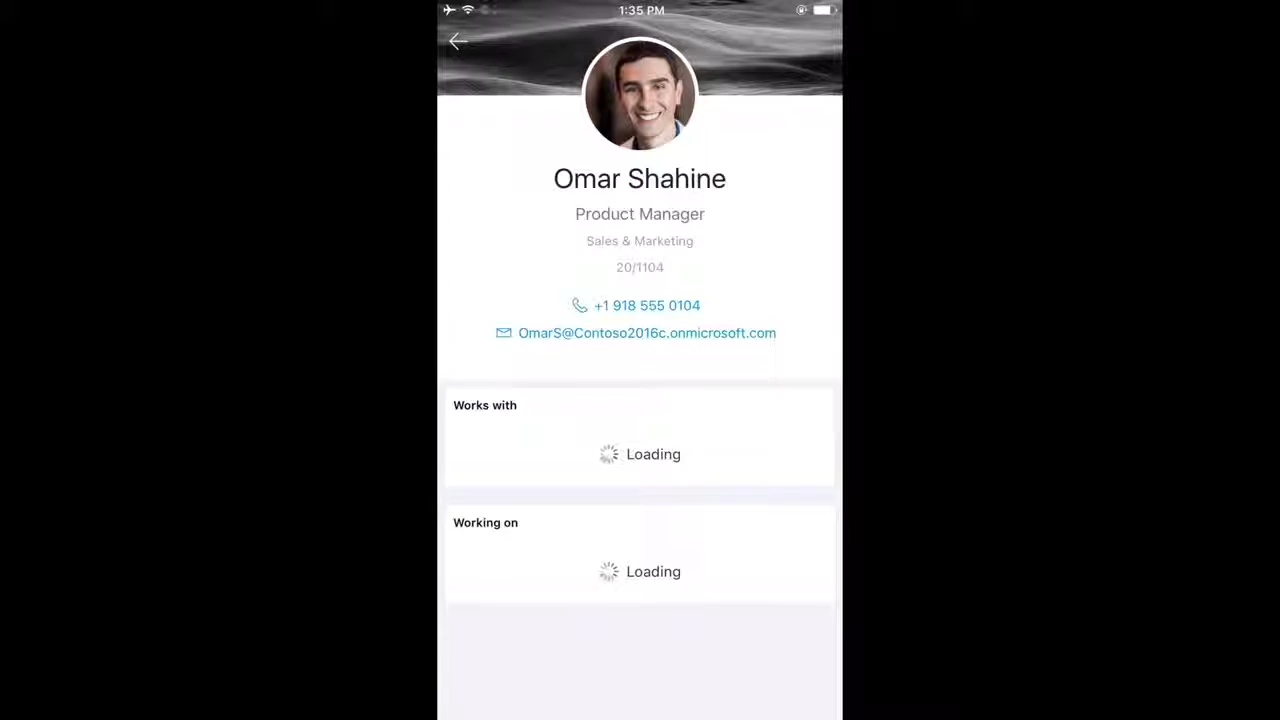 1:35 PM
Omar Shahine
Product Manager
Sales & Marketing
20/1104
+1 918 555 0104
OmarS@Contoso2016c.onmicrosoft.com
Works with
Loading
Working on
Loading